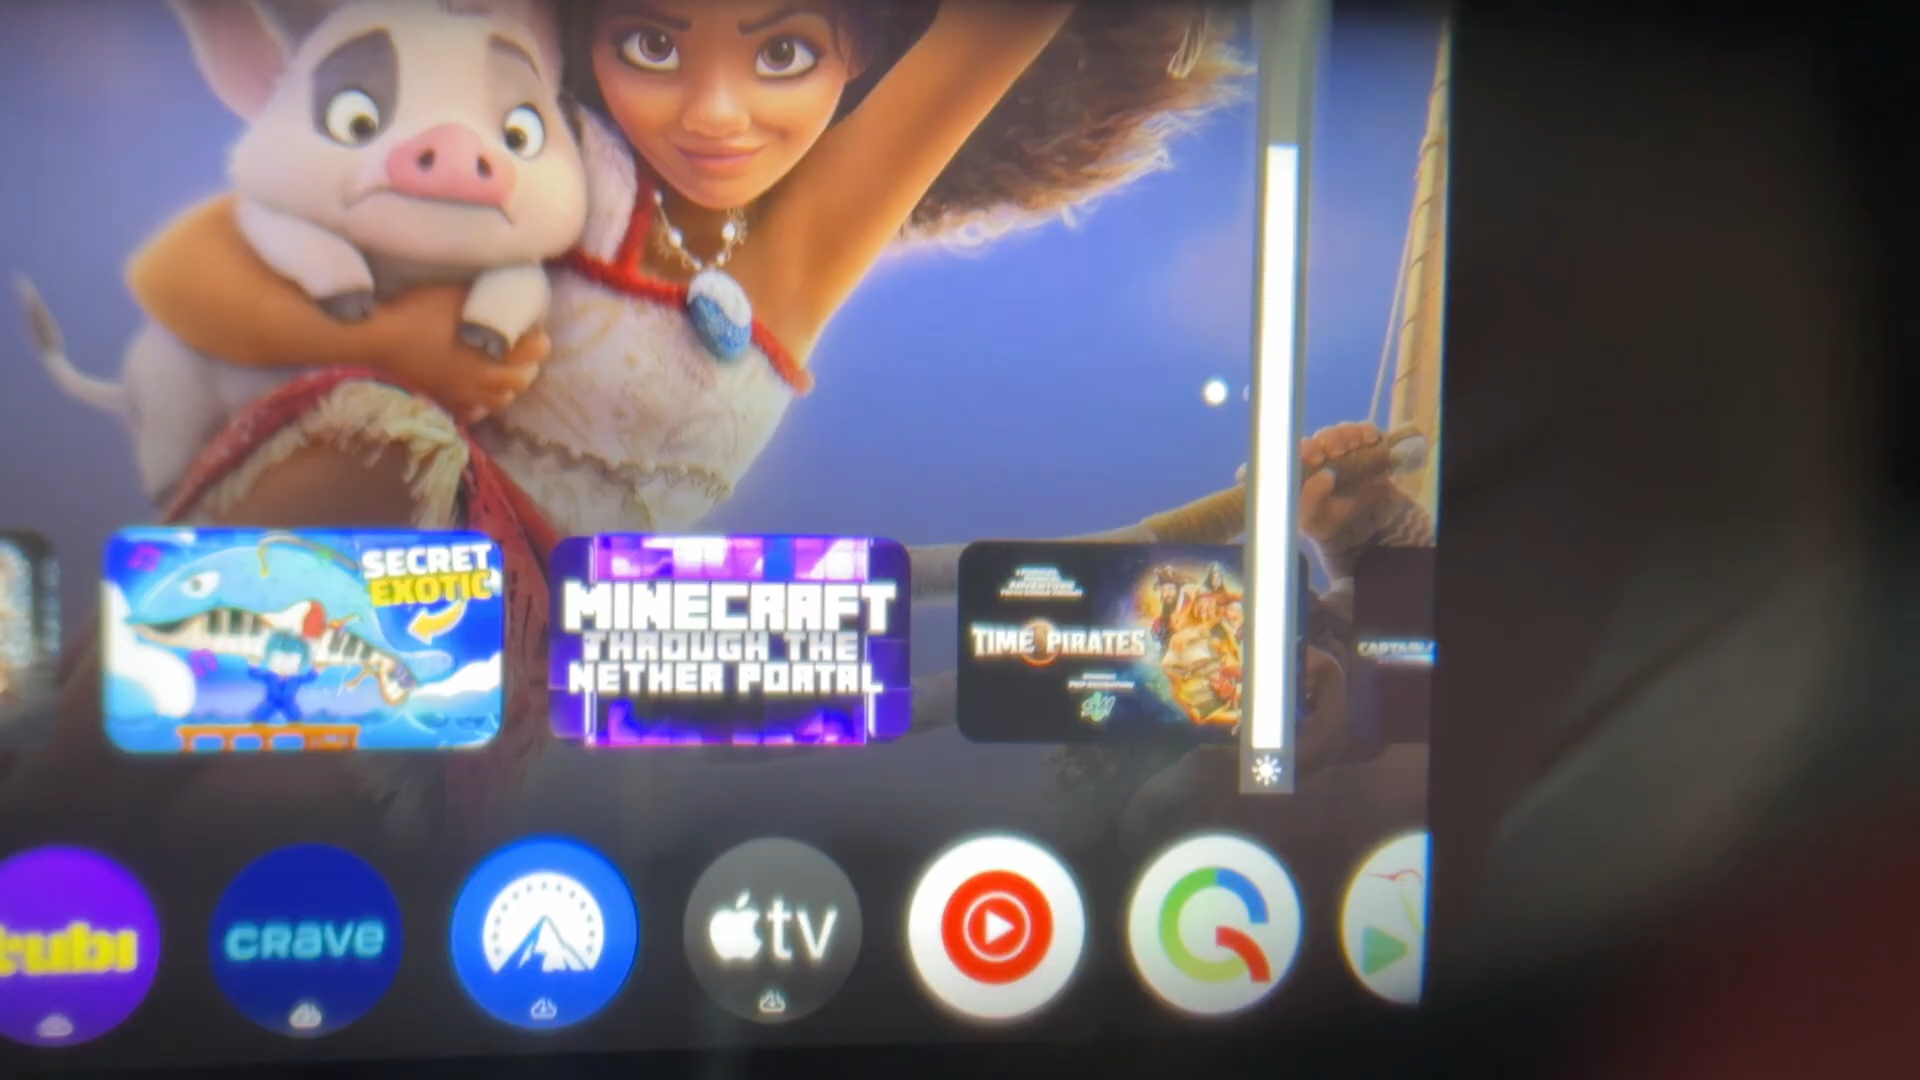 SECRET
EXOTIC
MINECRAFT
THROUGH THE
NETHER PORTAL
TIME PIRATES
tubi
CRAVE
tv